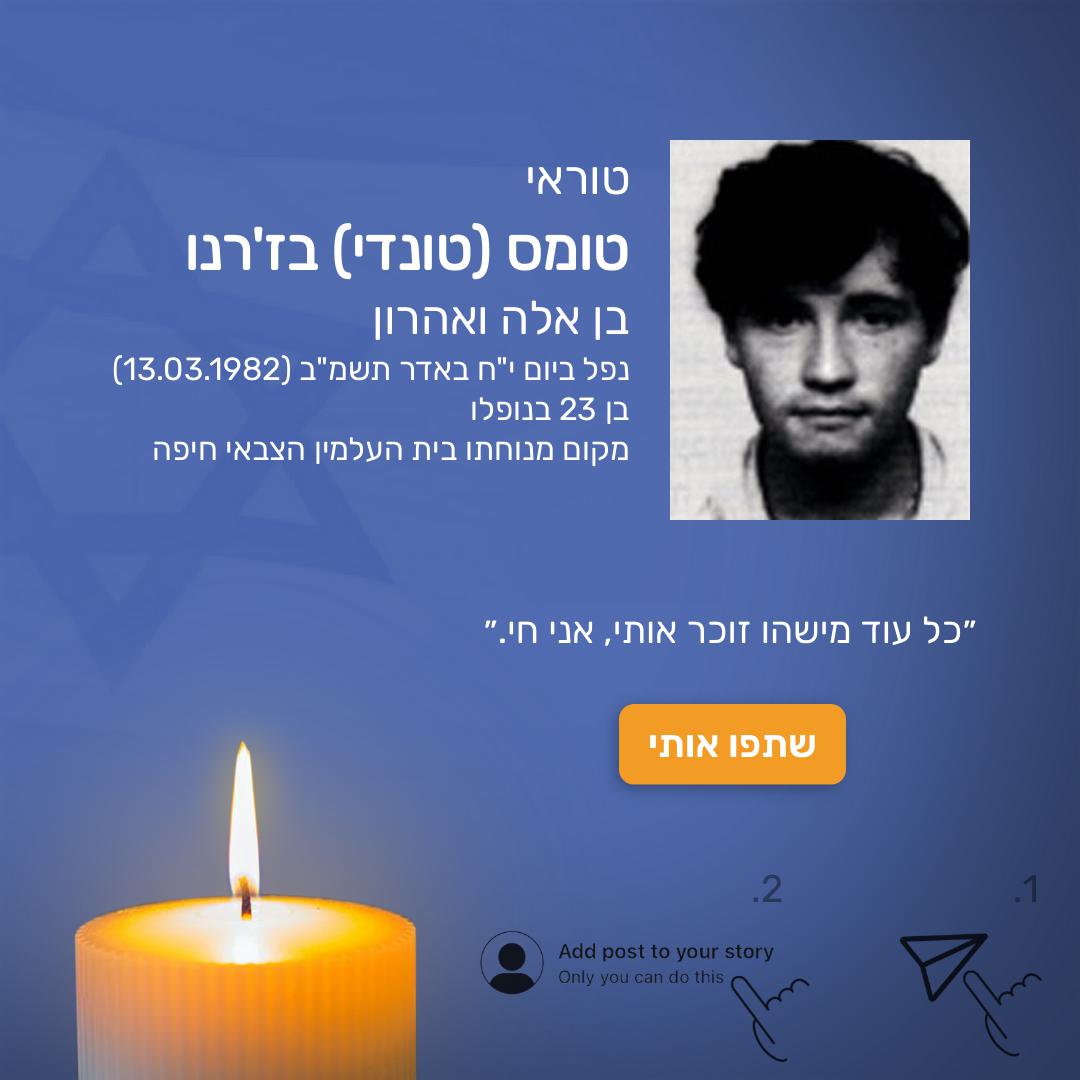 טוראי
טומס (טונדי) בז'רנו
בן אלה ואהרון
נפל ביום י"ח באדר תשמ"ב (13.03.1982)
בן 23 בנופלו
מקום מנוחתו בית העלמין הצבאי חיפה
״כל עוד מישהו זוכר אותי, אני חי.״
שתפו אותי
.1
.2
Add post to your story
Only you can do this